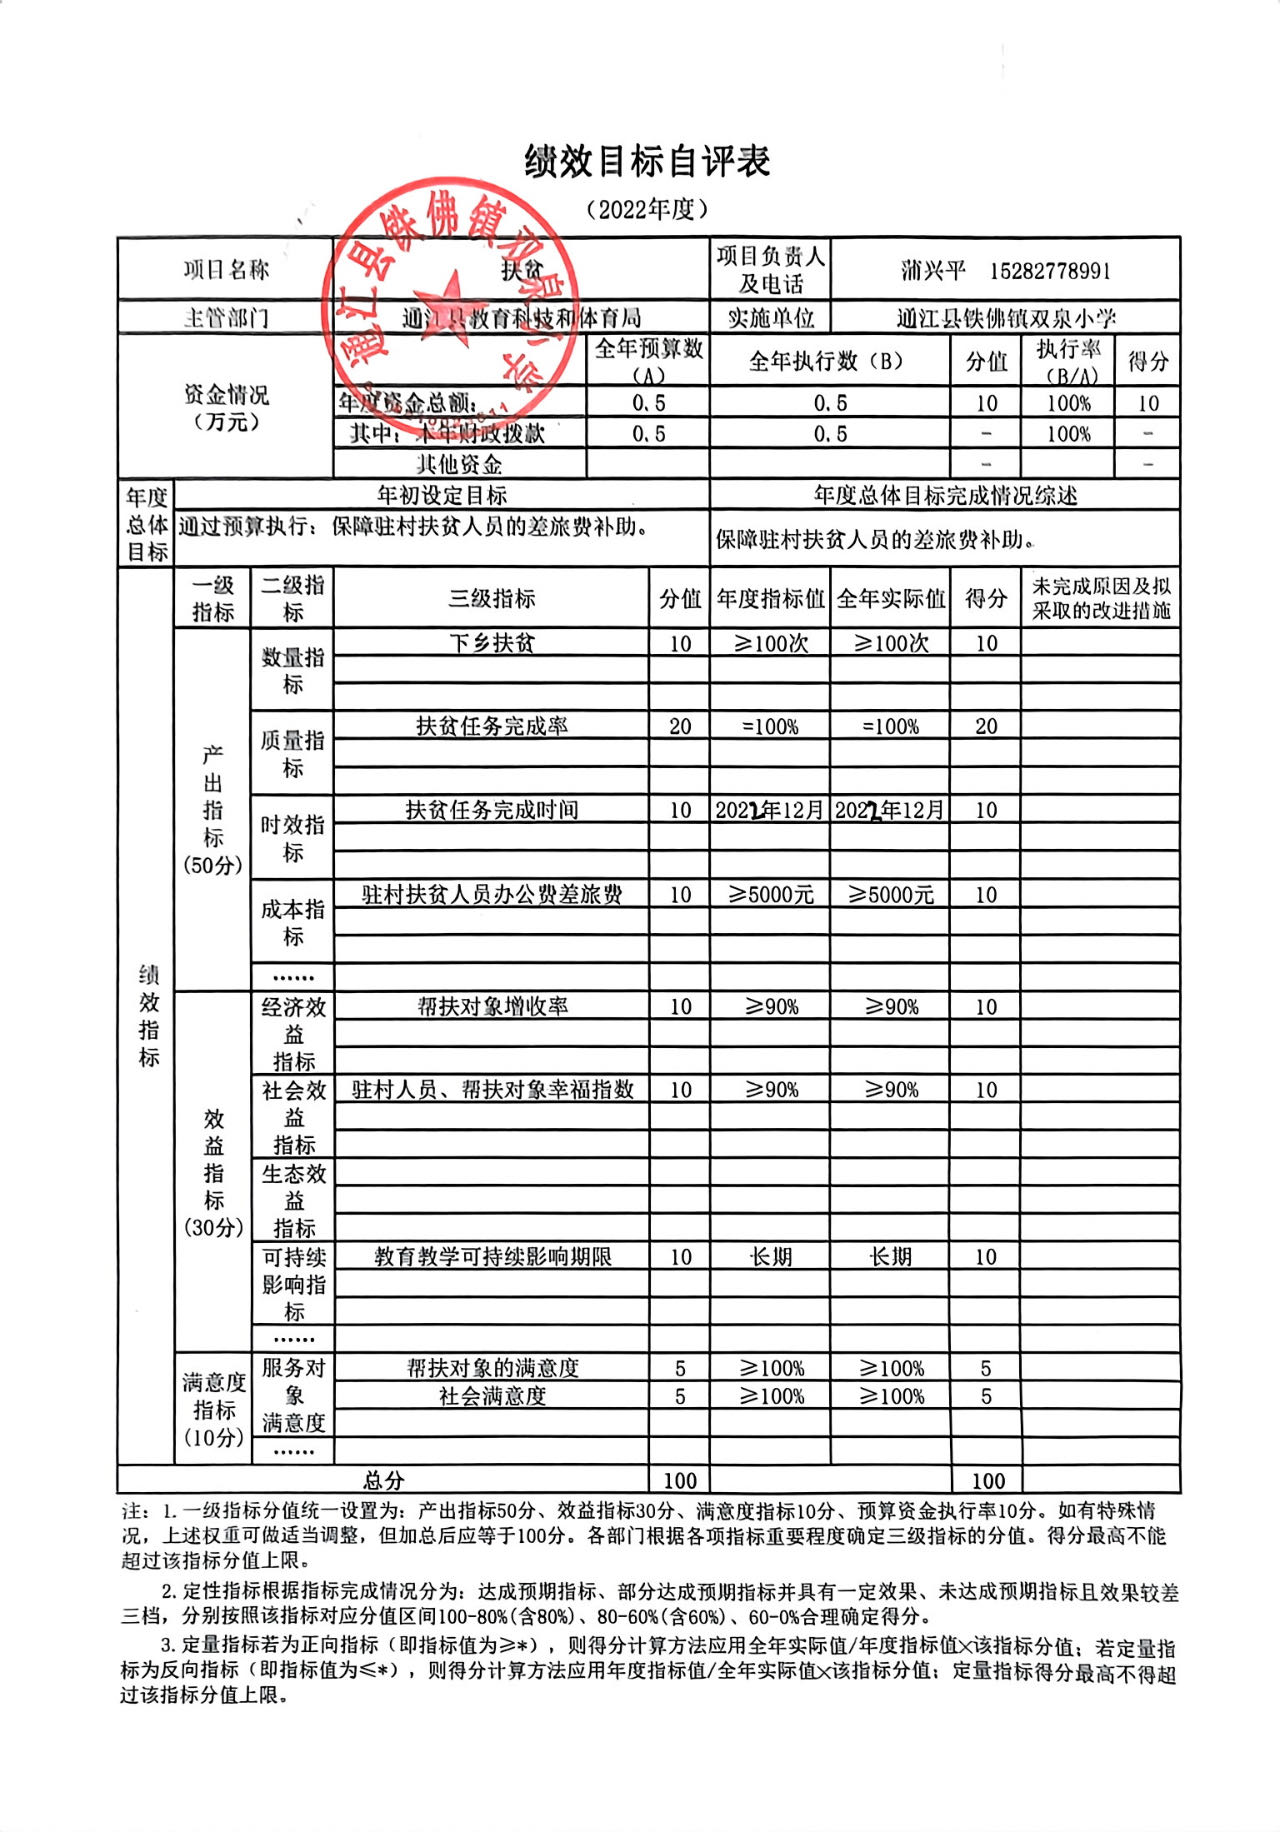 绩效目标自评表
（2022年度）
通江县铁佛镇双泉小学
项目名称 扶贫 项目负责人及电话 蒲兴平 15282778991
主管部门 通江县教育科技和体育局 实施单位 通江县铁佛镇双泉小学
资金情况（万元） 全年预算数（A） 全年执行数（B） 分值 执行率（B/A） 得分
年度资金总额： 0.5 0.5 10 100% 10
其中：本年财政拨款 0.5 0.5 - 100% -
其他资金 - -
年度总体目标 年初设定目标 年度总体目标完成情况综述
通过预算执行：保障驻村扶贫人员的差旅费补助。 保障驻村扶贫人员的差旅费补助。
绩效指标 一级指标 二级指标 三级指标 分值 年度指标值 全年实际值 得分 未完成原因及拟采取的改进措施
产出指标（50分） 数量指标 下乡扶贫 10 ≥100次 ≥100次 10
质量指标 扶贫任务完成率 20 =100% =100% 20
时效指标 扶贫任务完成时间 10 2022年12月 2022年12月 10
成本指标 驻村扶贫人员办公费差旅费 10 ≥5000元 ≥5000元 10
……
效益指标（30分） 经济效益指标 帮扶对象增收率 10 ≥90% ≥90% 10
社会效益指标 驻村人员、帮扶对象幸福指数 10 ≥90% ≥90% 10
生态效益指标
可持续影响指标 教育教学可持续影响期限 10 长期 长期 10
……
满意度指标（10分） 服务对象满意度 帮扶对象的满意度 5 ≥100% ≥100% 5
社会满意度 5 ≥100% ≥100% 5
……
总分 100 100
注：1.一级指标分值统一设置为：产出指标50分、效益指标30分、满意度指标10分、预算资金执行率10分。如有特殊情
况，上述权重可做适当调整，但加总后应等于100分。各部门根据各项指标重要程度确定三级指标的分值。得分最高不能
超过该指标分值上限。
2.定性指标根据指标完成情况分为：达成预期指标、部分达成预期指标并具有一定效果、未达成预期指标且效果较差
三档，分别按照该指标对应分值区间100-80%(含80%)、80-60%(含60%)、60-0%合理确定得分。
3.定量指标若为正向指标（即指标值为≥*），则得分计算方法应用全年实际值/年度指标值×该指标分值；若定量指
标为反向指标（即指标值为≤*），则得分计算方法应用年度指标值/全年实际值×该指标分值；定量指标得分最高不得超
过该指标分值上限。